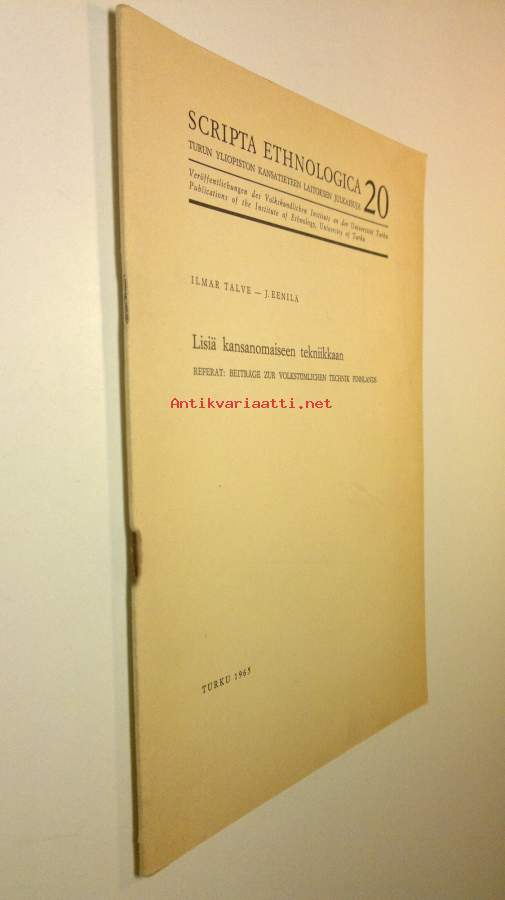 SCRIPTA ETHNOLOGICA 20
TURUN YLIOPISTON KANSATIETEEN LAITOKSEN JULKAISUJA
Veröffentlichungen des Volkskundlichen Instituts an der Universität Turku
Publications of the Institute of Ethnology, University of Turku
ILMAR TALVE — J. EENILÄ
Lisiä kansanomaiseen tekniikkaan
REFERAT: BEITRÄGE ZUR VOLKSTÜMLICHEN TECHNIK FINNLANDS
Antikvariaatti.net
TURKU 1965